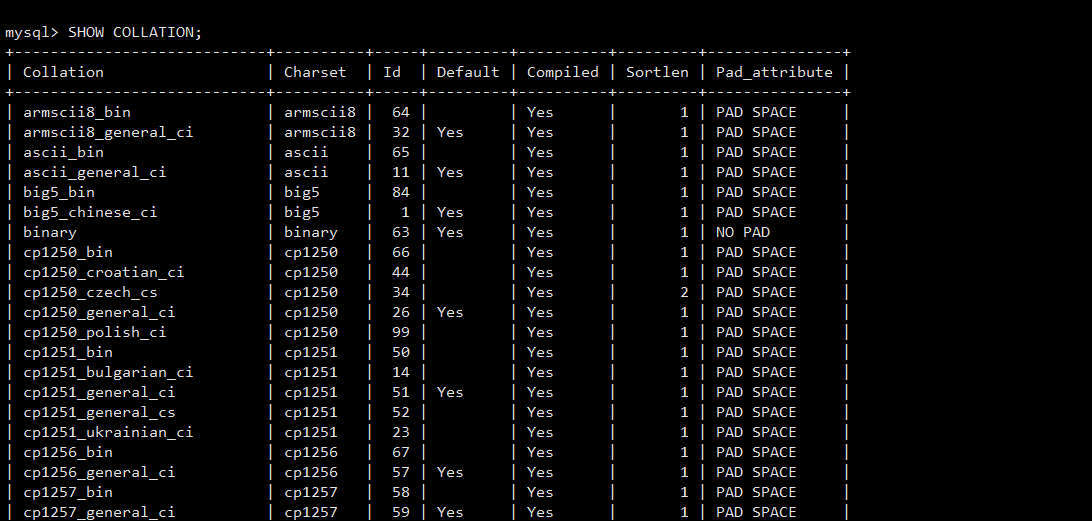 mysql> SHOW COLLATION;
+----------------------------+----------+-----+---------+----------+---------+---------------+
| Collation                  | Charset  | Id  | Default | Compiled | Sortlen | Pad_attribute |
+----------------------------+----------+-----+---------+----------+---------+---------------+
| armscii8_bin               | armscii8 |  64 |         | Yes      |       1 | PAD SPACE     |
| armscii8_general_ci        | armscii8 |  32 | Yes     | Yes      |       1 | PAD SPACE     |
| ascii_bin                  | ascii    |  65 |         | Yes      |       1 | PAD SPACE     |
| ascii_general_ci           | ascii    |  11 | Yes     | Yes      |       1 | PAD SPACE     |
| big5_bin                   | big5     |  84 |         | Yes      |       1 | PAD SPACE     |
| big5_chinese_ci            | big5     |   1 | Yes     | Yes      |       1 | PAD SPACE     |
| binary                     | binary   |  63 | Yes     | Yes      |       1 | NO PAD        |
| cp1250_bin                 | cp1250   |  66 |         | Yes      |       1 | PAD SPACE     |
| cp1250_croatian_ci         | cp1250   |  44 |         | Yes      |       1 | PAD SPACE     |
| cp1250_czech_cs            | cp1250   |  34 |         | Yes      |       2 | PAD SPACE     |
| cp1250_general_ci          | cp1250   |  26 | Yes     | Yes      |       1 | PAD SPACE     |
| cp1250_polish_ci           | cp1250   |  99 |         | Yes      |       1 | PAD SPACE     |
| cp1251_bin                 | cp1251   |  50 |         | Yes      |       1 | PAD SPACE     |
| cp1251_bulgarian_ci        | cp1251   |  14 |         | Yes      |       1 | PAD SPACE     |
| cp1251_general_ci          | cp1251   |  51 | Yes     | Yes      |       1 | PAD SPACE     |
| cp1251_general_cs          | cp1251   |  52 |         | Yes      |       1 | PAD SPACE     |
| cp1251_ukrainian_ci        | cp1251   |  23 |         | Yes      |       1 | PAD SPACE     |
| cp1256_bin                 | cp1256   |  67 |         | Yes      |       1 | PAD SPACE     |
| cp1256_general_ci          | cp1256   |  57 | Yes     | Yes      |       1 | PAD SPACE     |
| cp1257_bin                 | cp1257   |  58 |         | Yes      |       1 | PAD SPACE     |
| cp1257_general_ci          | cp1257   |  59 | Yes     | Yes      |       1 | PAD SPACE     |